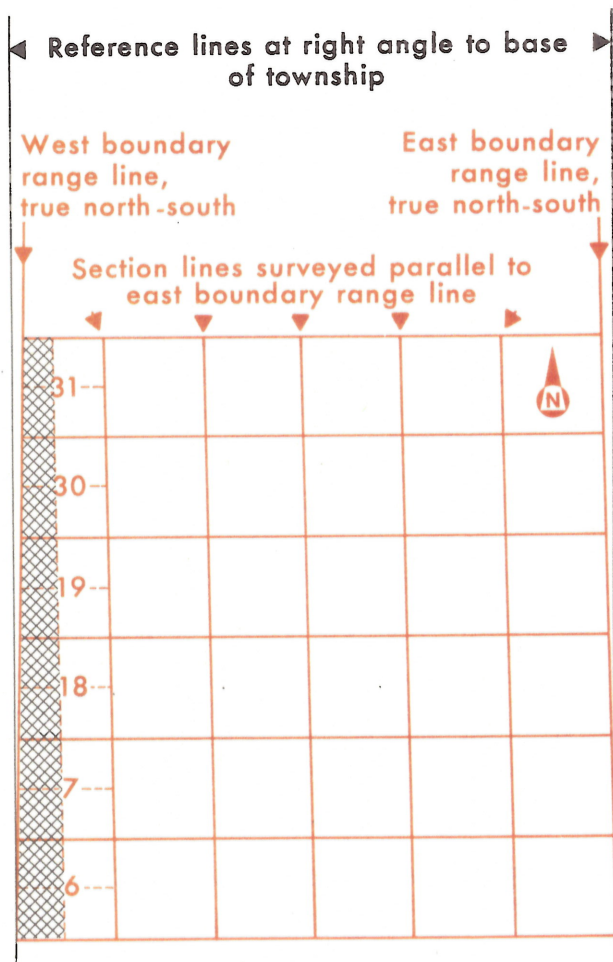 Reference lines at right angle to base
of township
West boundary
range line,
true north-south
East boundary
range line,
true north-south
Section lines surveyed parallel to
east boundary range line
31
N
30
19
18
7
6